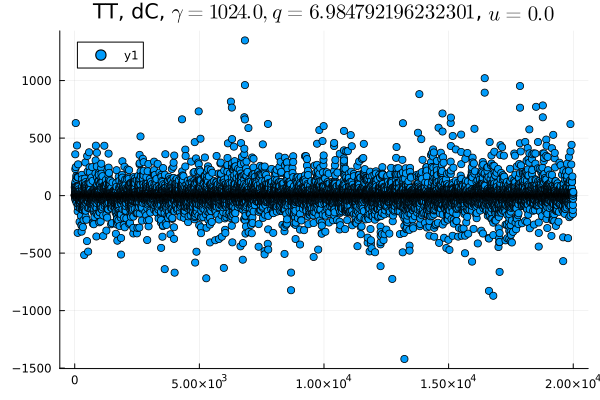 TT, dC, γ = 1024.0, q = 6.984792196232301, u = 0.0
y1
1000
500
0
−500
−1000
−1500
0 5.00×10³ 1.00×10⁴ 1.50×10⁴ 2.00×10⁴